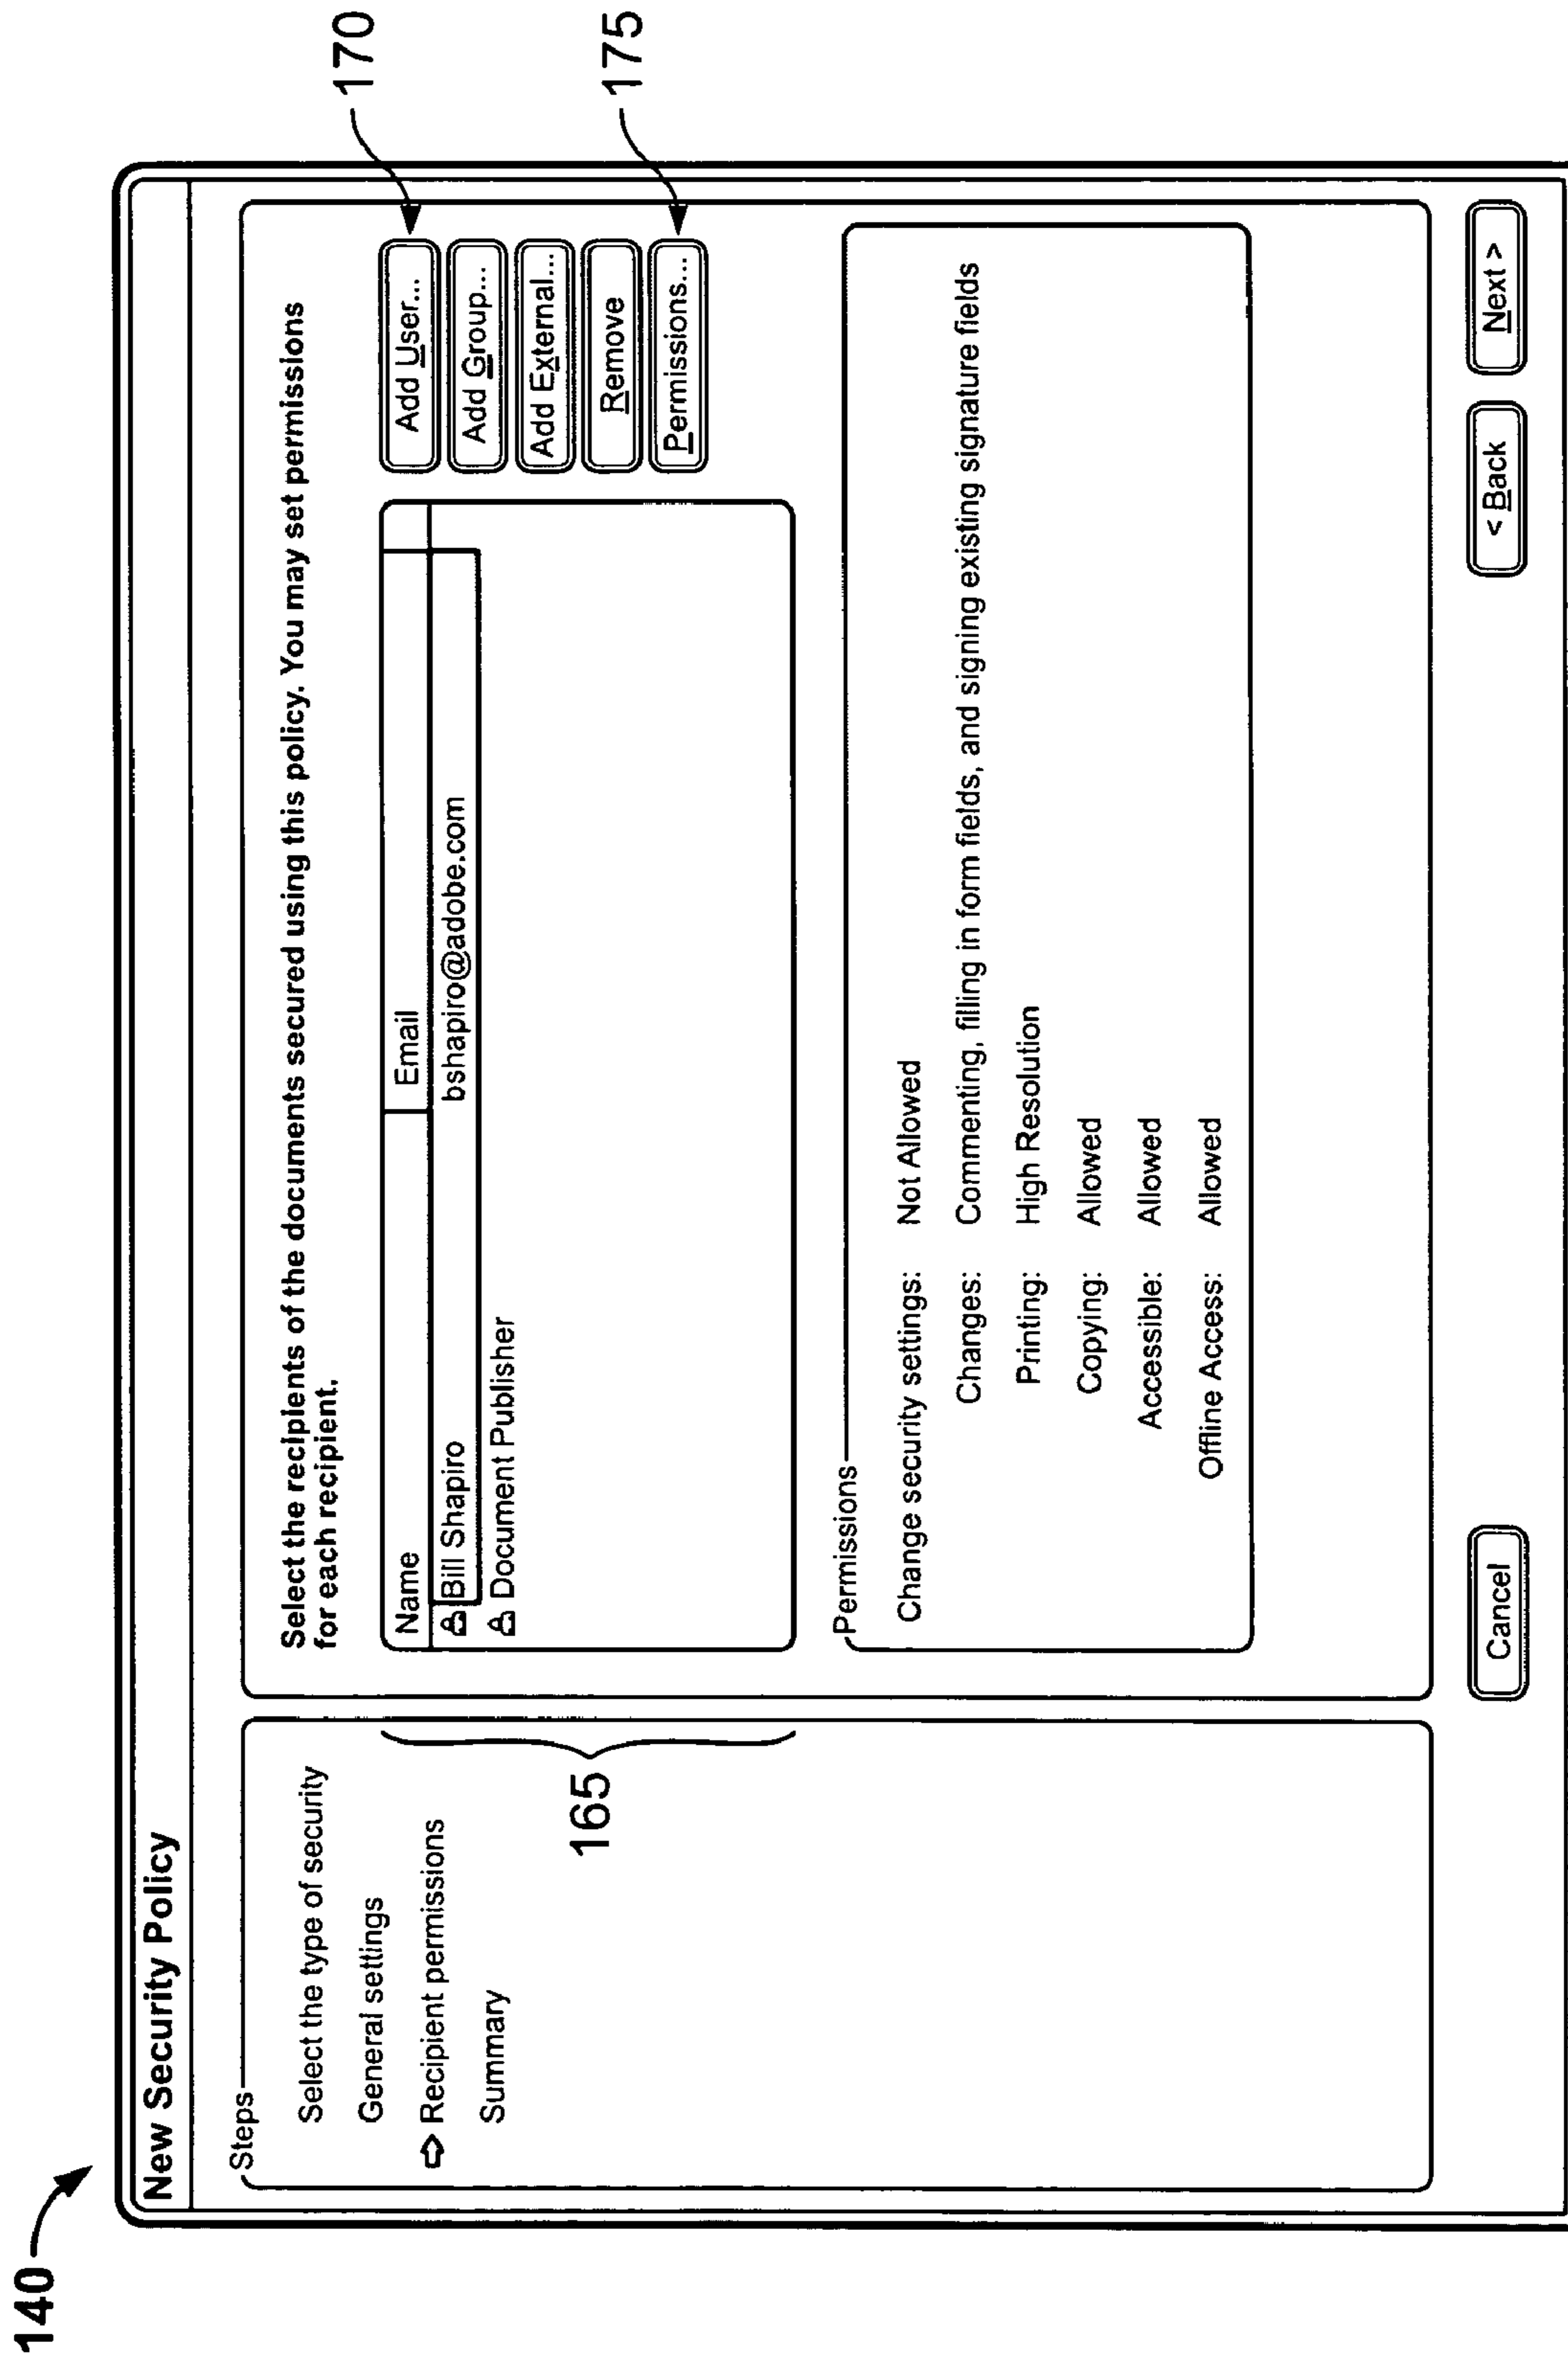 140
New Security Policy
Steps
Select the type of security
General settings
Recipient permissions
Summary
165
Select the recipients of the documents secured using this policy. You may set permissions
for each recipient.
Name Email
Bill Shapiro bshapiro@adobe.com
Document Publisher
Add User...
Add Group...
Add External...
Remove
Permissions...
170
175
Permissions
Change security settings: Not Allowed
Changes: Commenting, filling in form fields, and signing existing signature fields
Printing: High Resolution
Copying: Allowed
Accessible: Allowed
Offline Access: Allowed
Cancel
< Back
Next >